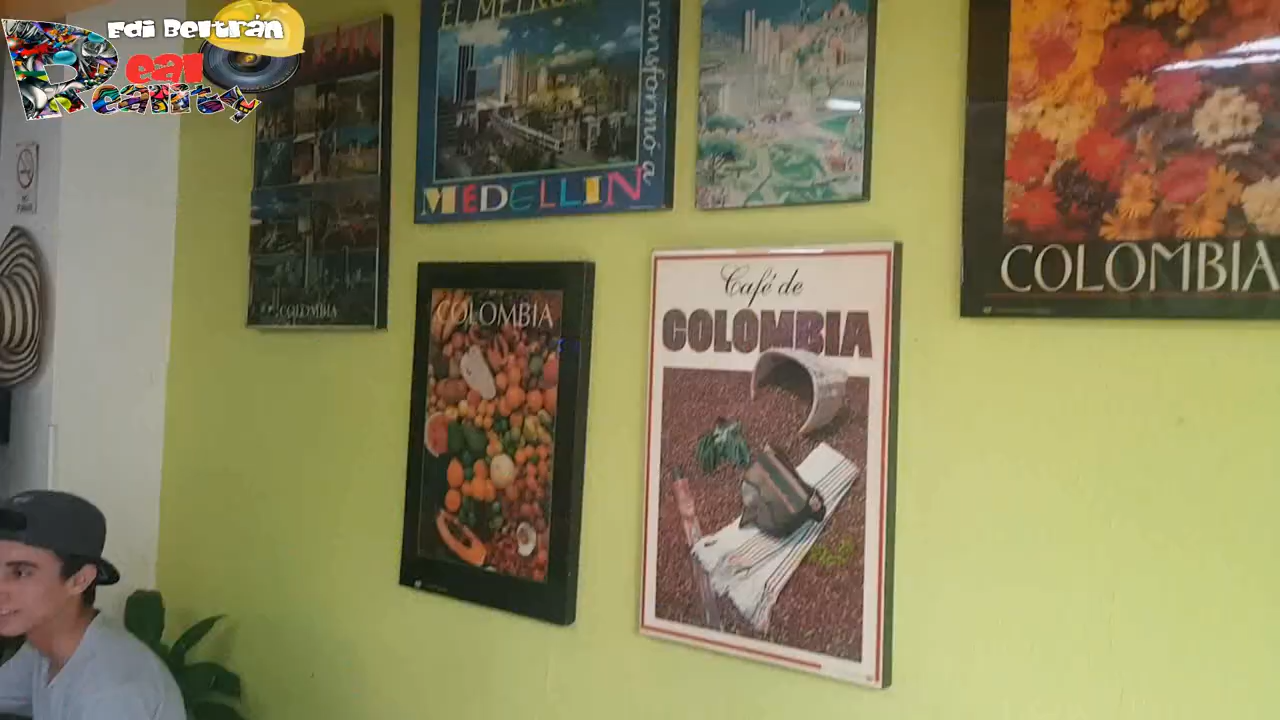 Edi Beltrán
Real
Reality
EL METRO
transformó a
MEDELLIN
COLOMBIA
COLOMBIA
COLOMBIA
Café de
COLOMBIA